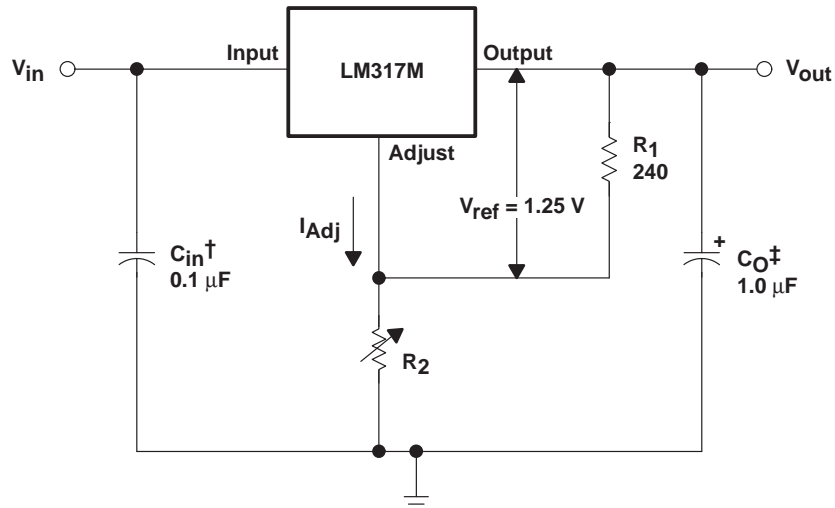 Input
LM317M
Output
Vin
Vout
Adjust
R1
240
Vref = 1.25 V
IAdj
Cin†
0.1 μF
+
CO‡
1.0 μF
R2